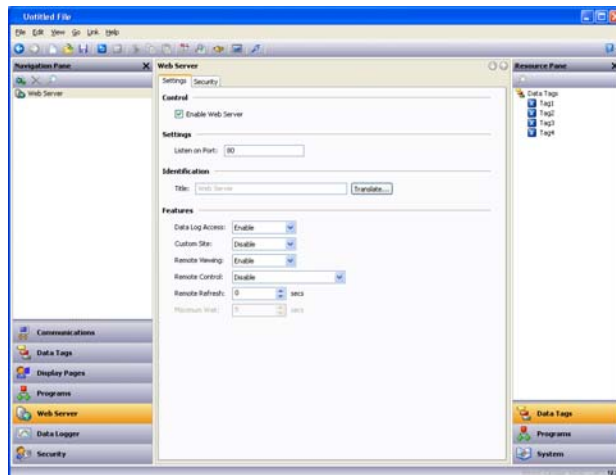 Untitled File
File Edit View Go Link Help
Navigation Pane
Web Server
Resource Pane
Web Server
Settings Security
Data Tags
Tag1
Tag2
Tag3
Tag4
Control
Enable Web Server
Settings
Listen on Port: 80
Identification
Title: Web Server Translate...
Features
Data Log Access: Enable
Custom Site: Disable
Remote Viewing: Enable
Remote Control: Disable
Remote Refresh: 0 secs
Maximum Wait: 5 secs
Communications
Data Tags
Display Pages
Programs
Web Server
Data Logger
Security
Data Tags
Programs
System